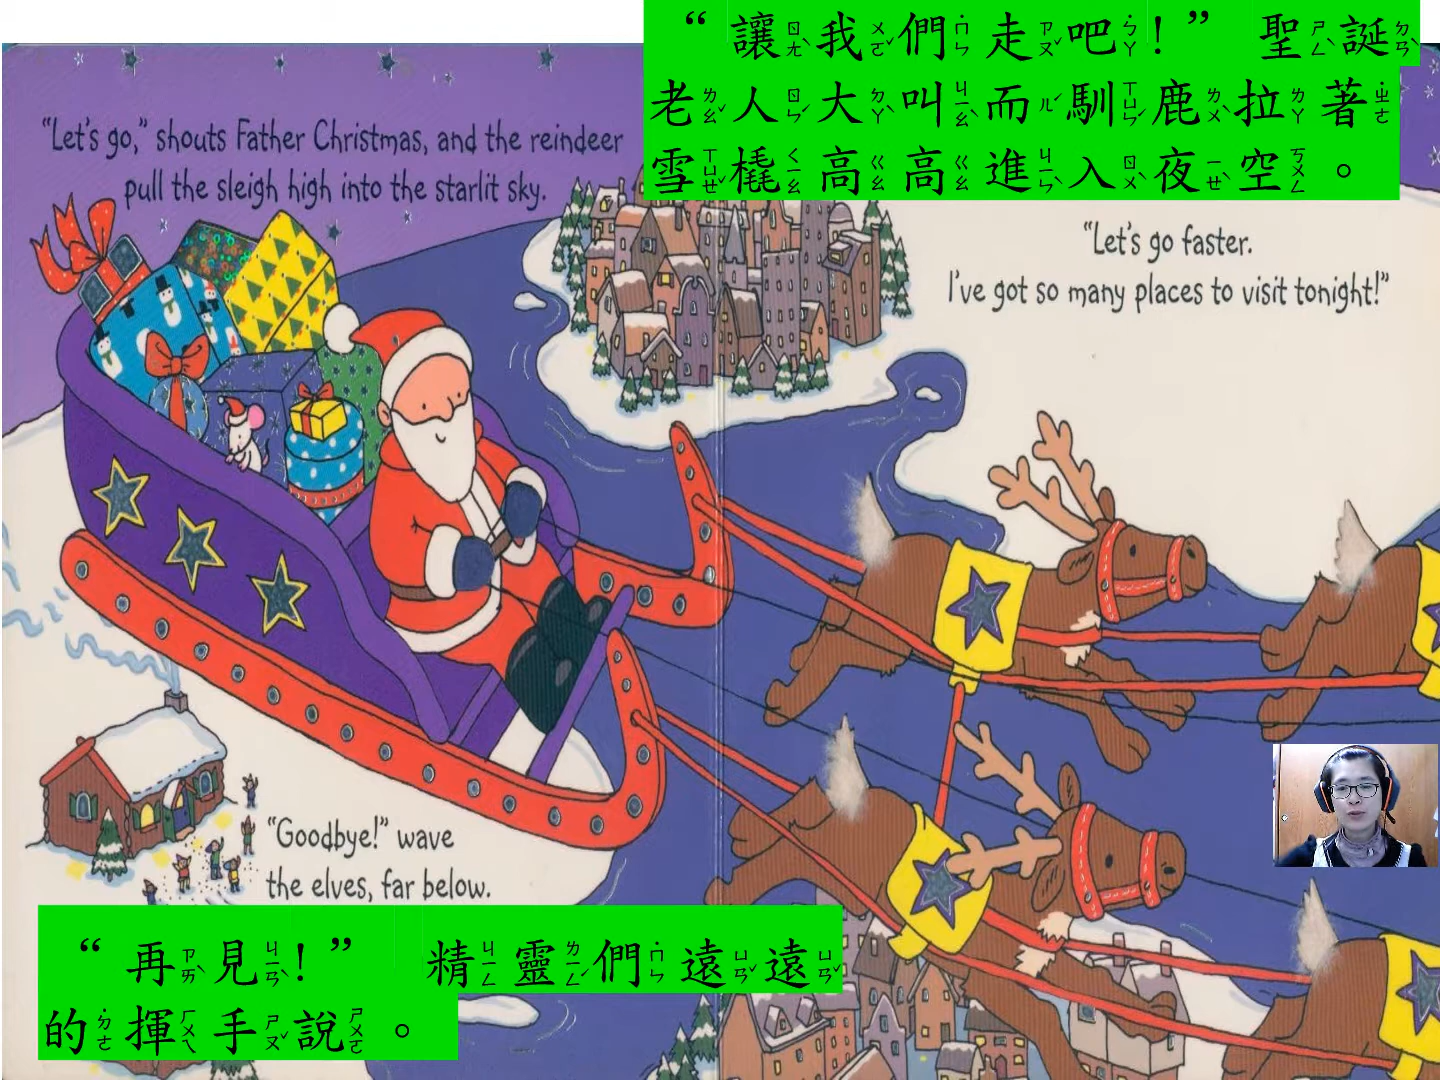 “讓我們走吧！” 聖誕
老人大叫而馴鹿拉著
雪橇高高進入夜空。
“Let's go,” shouts Father Christmas, and the reindeer
pull the sleigh high into the starlit sky.
“Let's go faster.
I've got so many places to visit tonight!”
“Goodbye!” wave
the elves, far below.
“再見！” 精靈們遠遠
的揮手說。